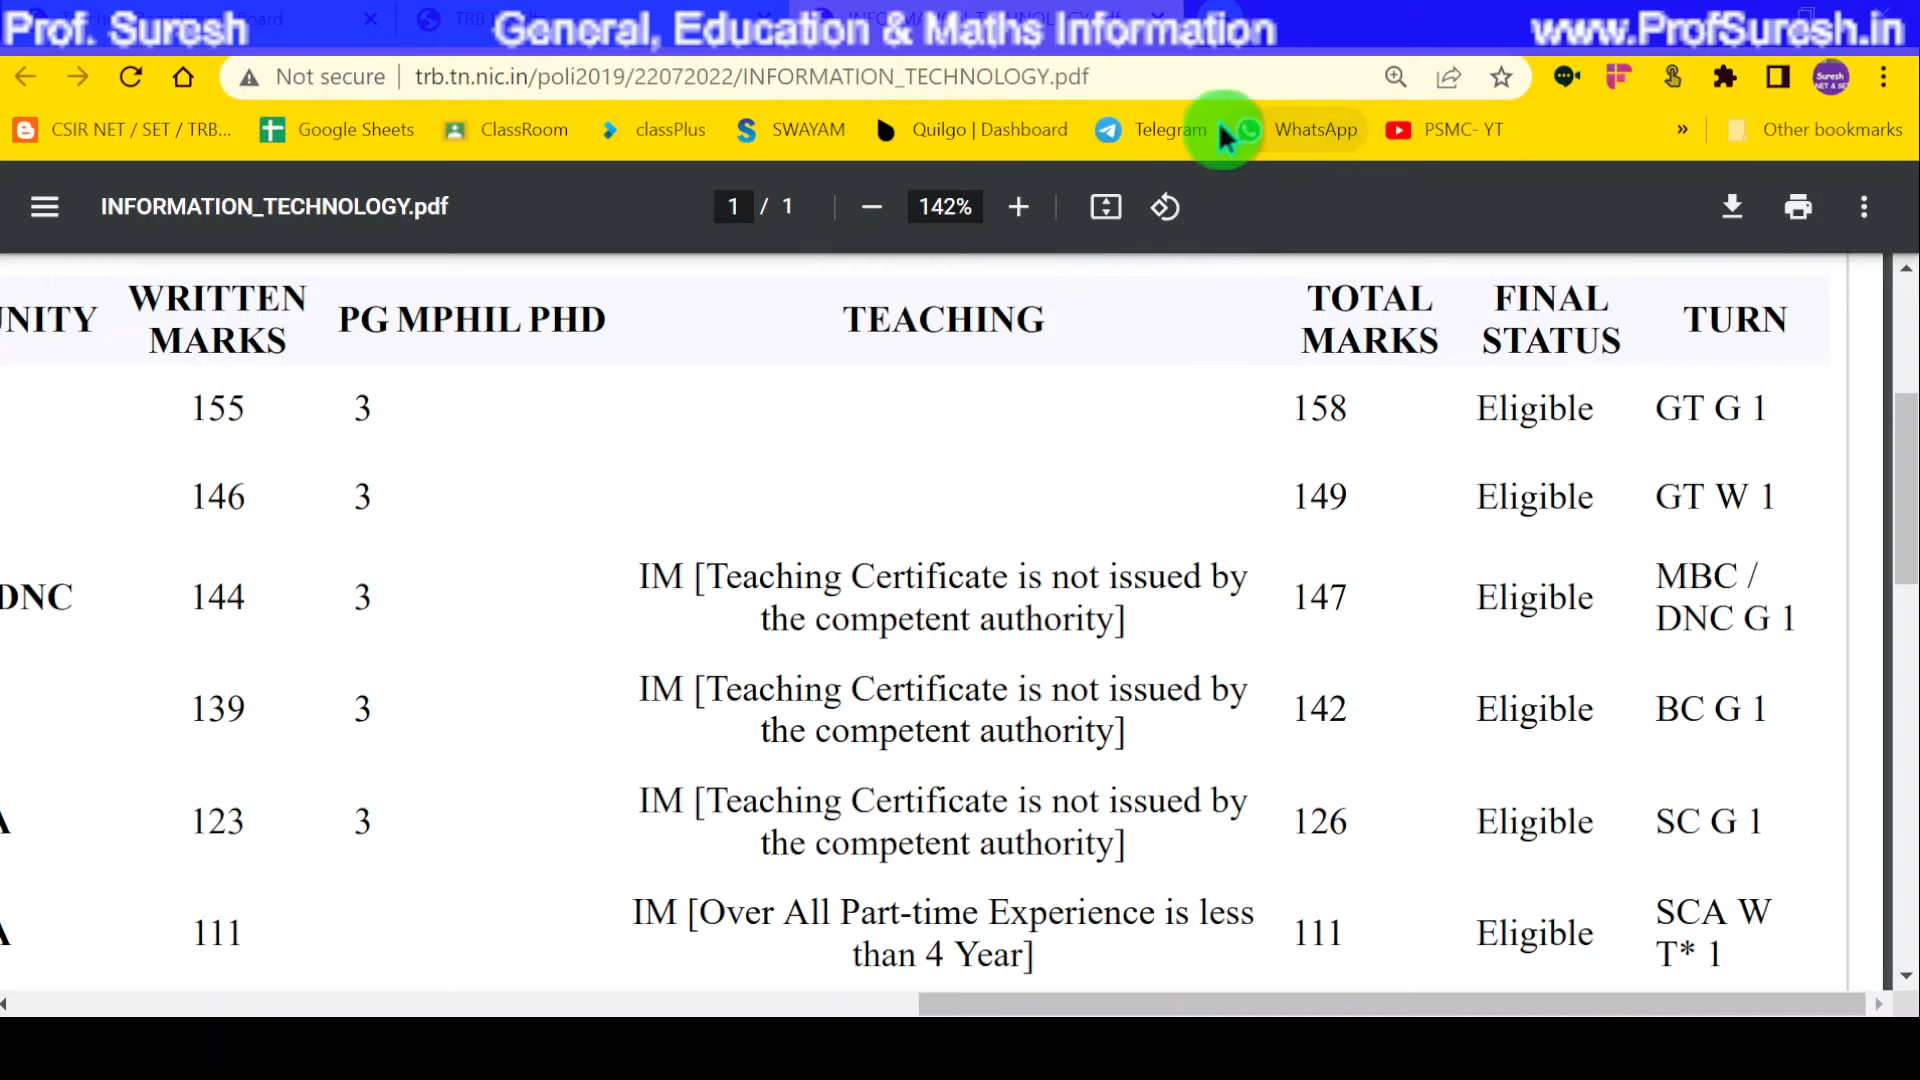 Prof. Suresh General, Education & Maths Information www.ProfSuresh.in
Not secure trb.tn.nic.in/poli2019/22072022/INFORMATION_TECHNOLOGY.pdf Suresh
CSIR NET / SET / TRB... Google Sheets ClassRoom classPlus SWAYAM Quilgo | Dashboard Telegram WhatsApp PSMC- YT » Other bookmarks
INFORMATION_TECHNOLOGY.pdf 1 / 1 142%
UNITY WRITTEN MARKS PG MPHIL PHD TEACHING TOTAL MARKS FINAL STATUS TURN
155 3 158 Eligible GT G 1
146 3 149 Eligible GT W 1
DNC 144 3 IM [Teaching Certificate is not issued by the competent authority] 147 Eligible MBC / DNC G 1
139 3 IM [Teaching Certificate is not issued by the competent authority] 142 Eligible BC G 1
A 123 3 IM [Teaching Certificate is not issued by the competent authority] 126 Eligible SC G 1
A 111 IM [Over All Part-time Experience is less than 4 Year] 111 Eligible SCA W T* 1